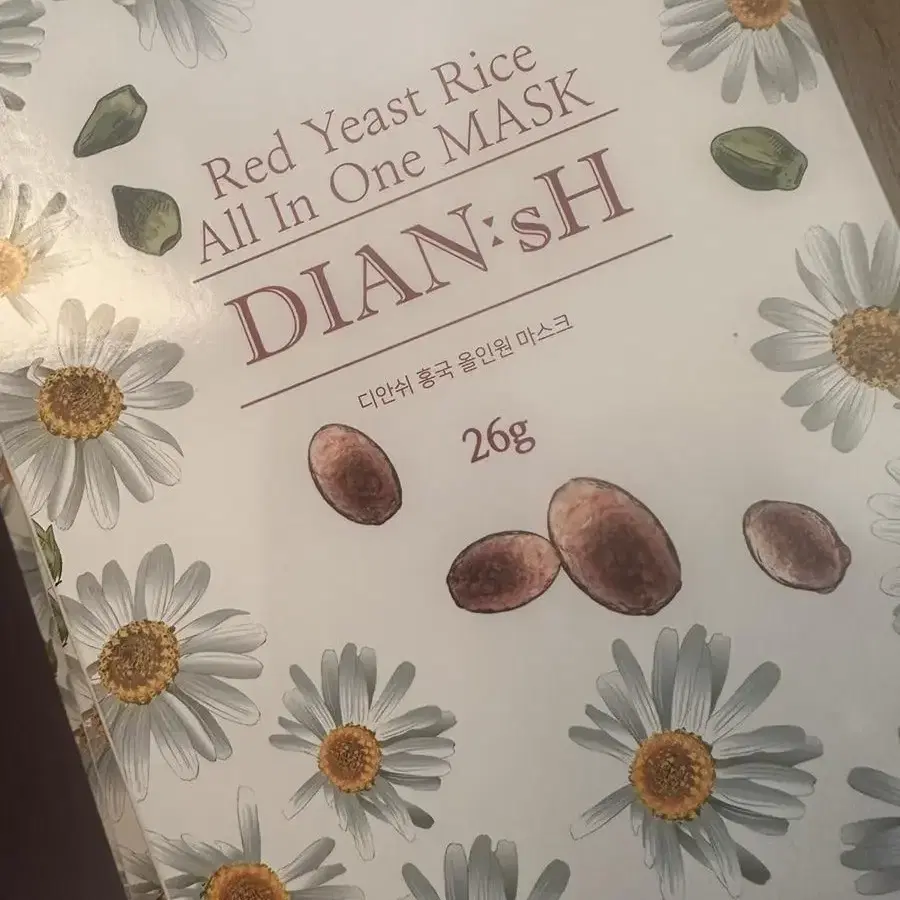 Red Yeast Rice
All In One MASK
DIAN:sH
디안쉬 홍국 올인원 마스크
26g